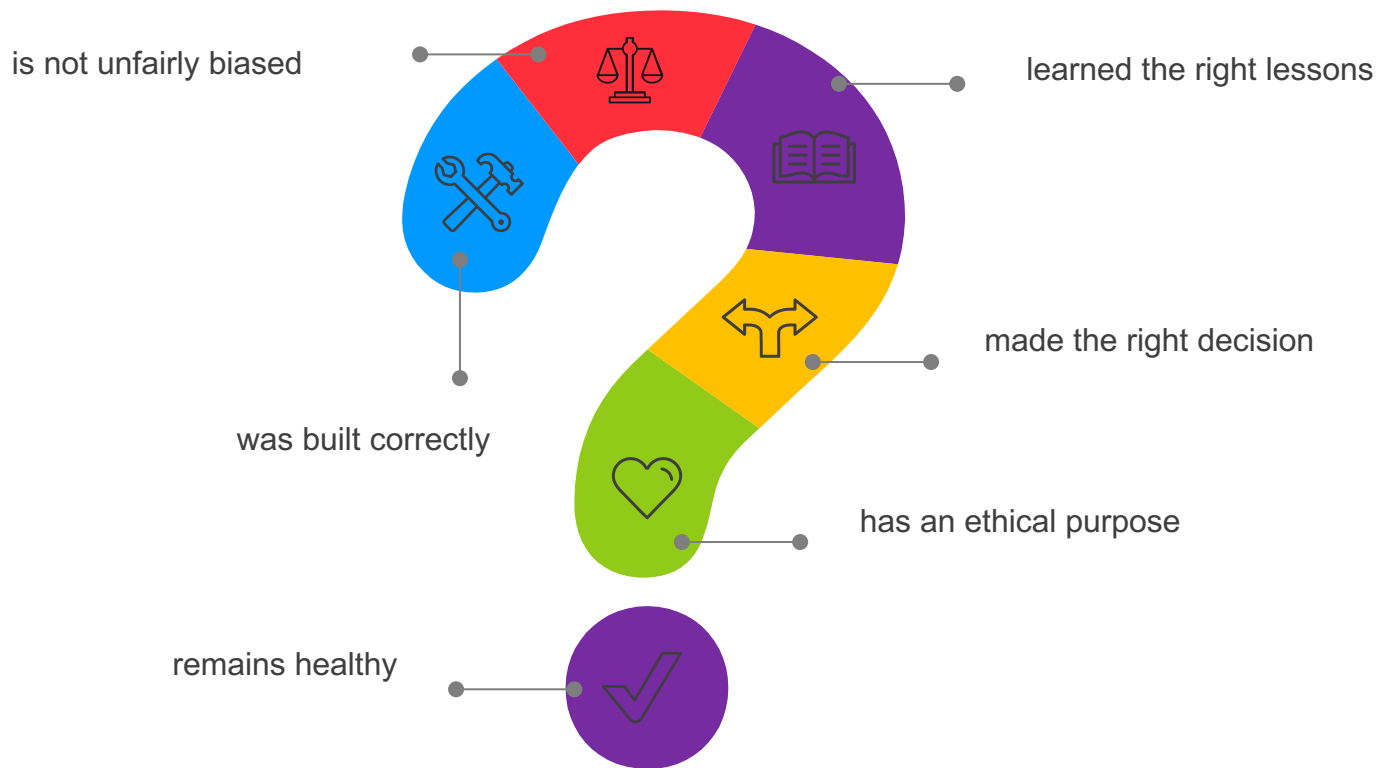 is not unfairly biased
learned the right lessons
made the right decision
was built correctly
has an ethical purpose
remains healthy